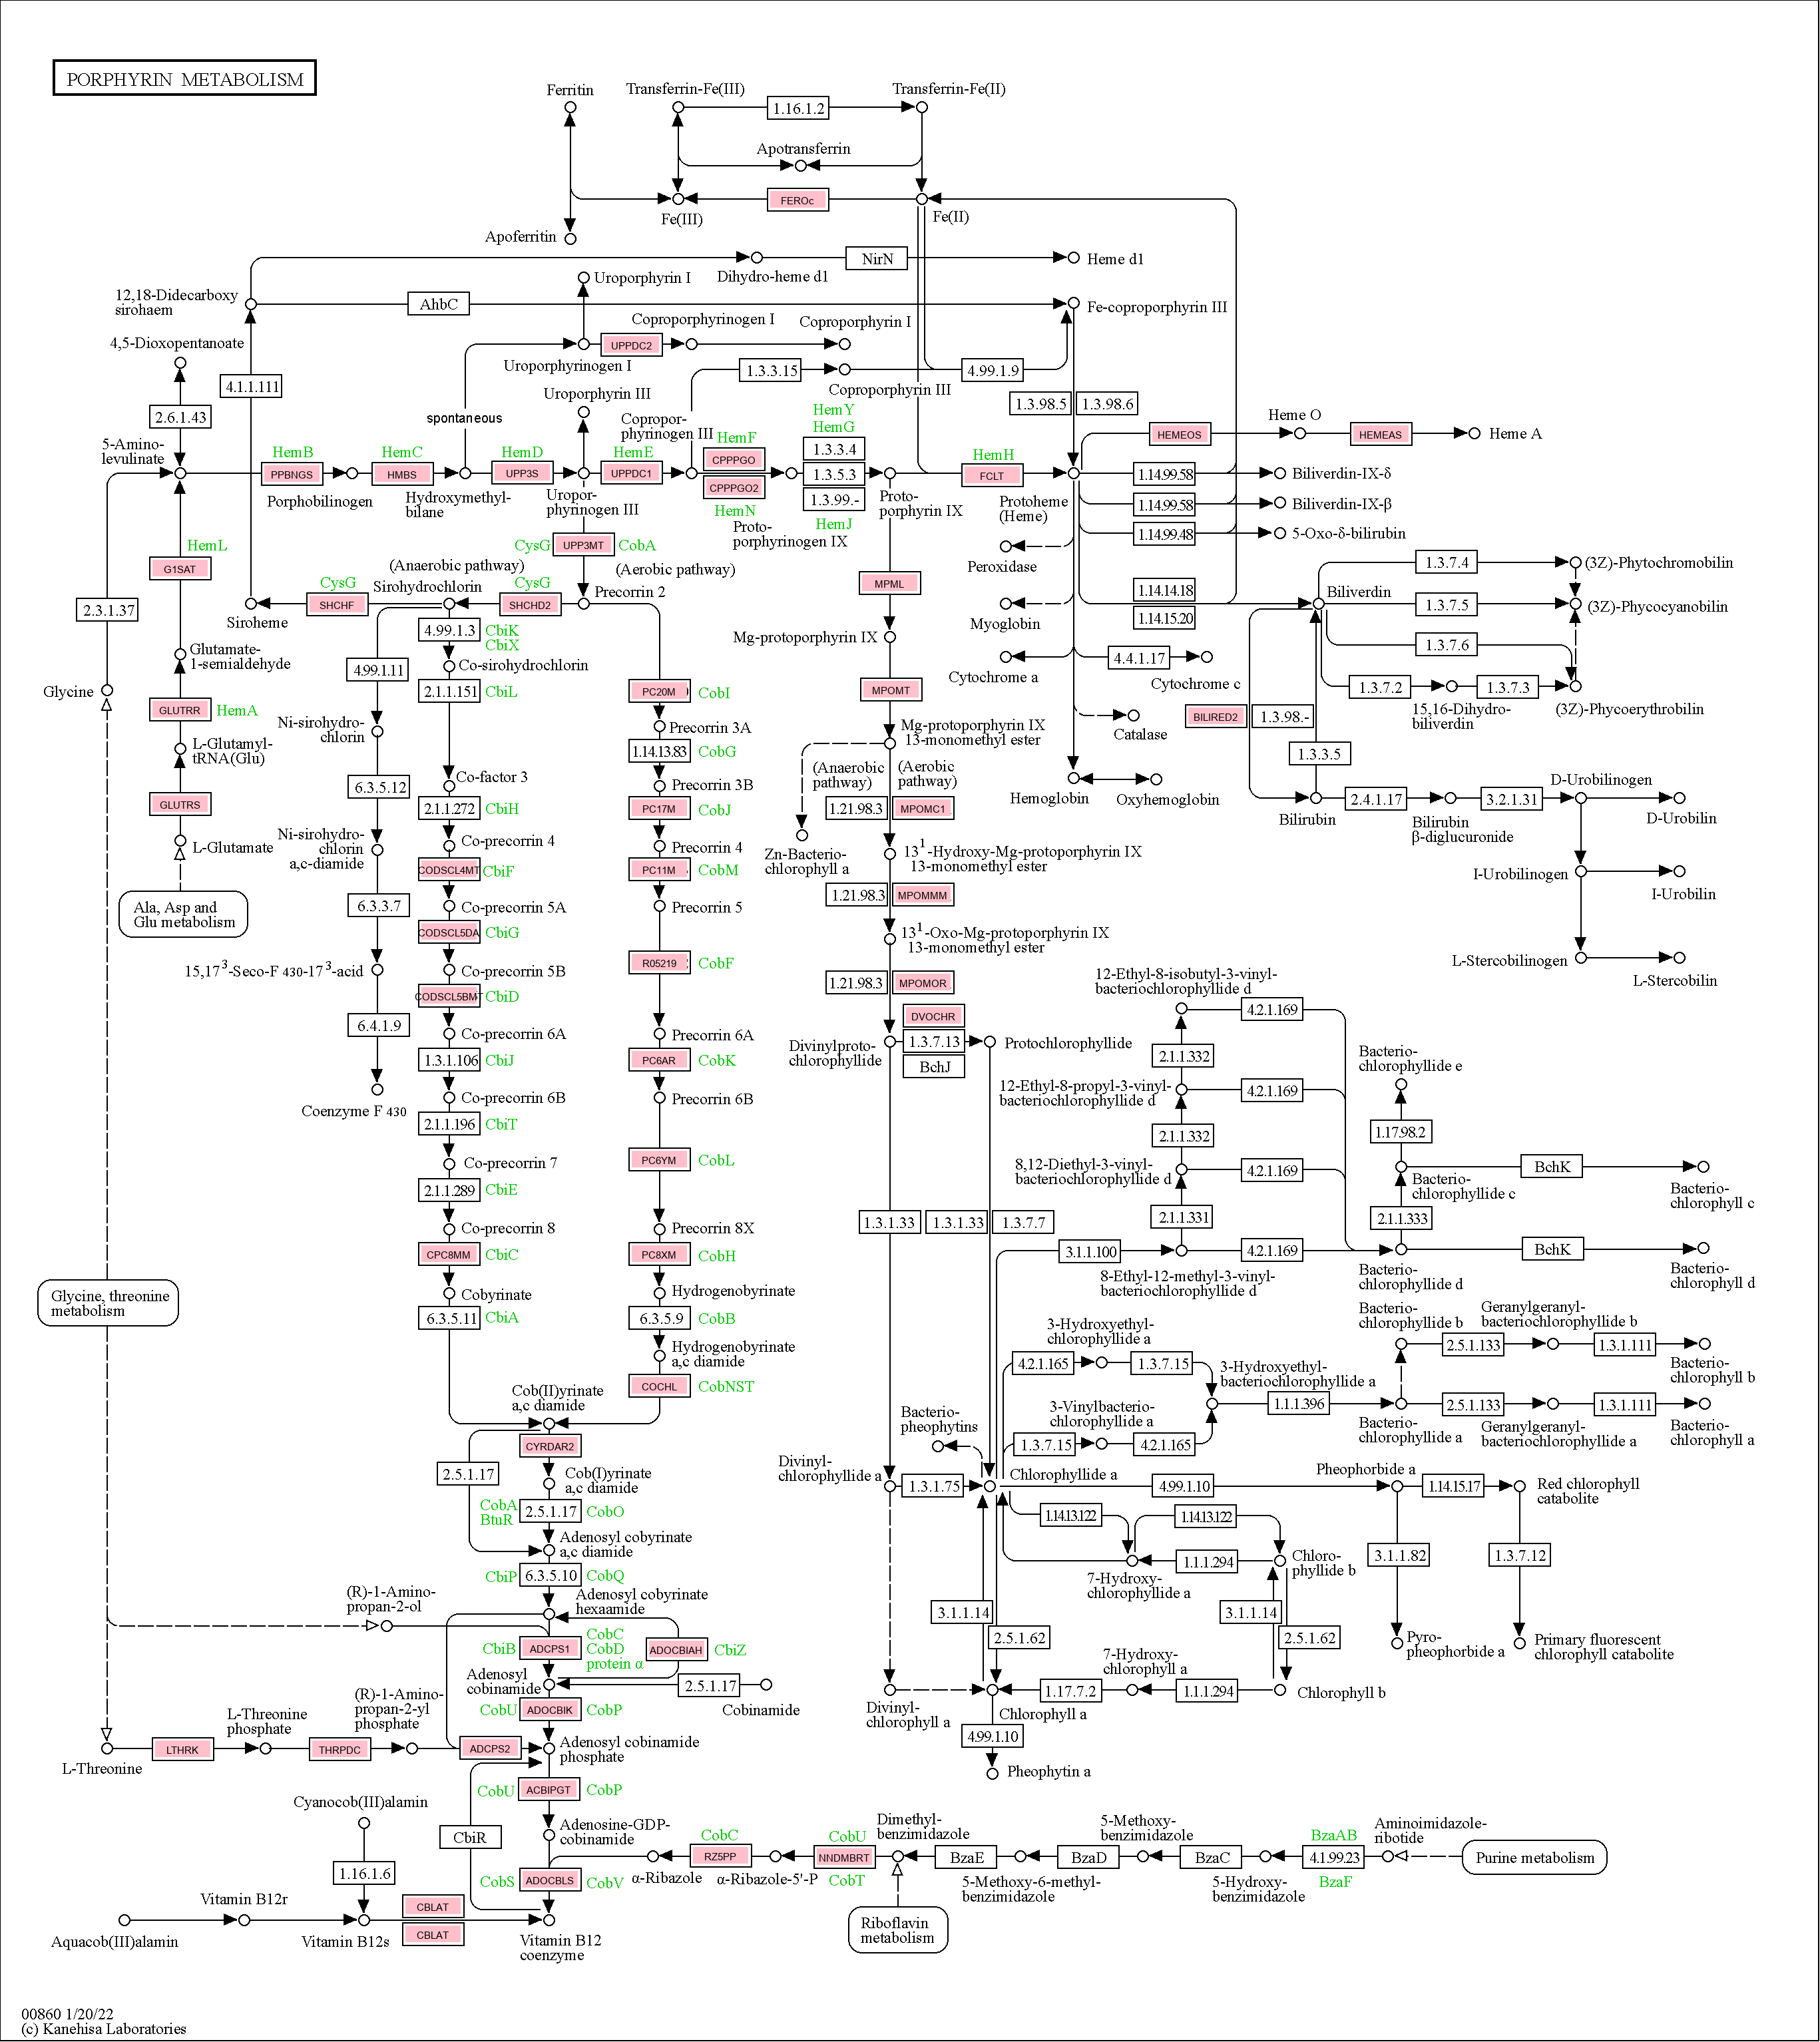 PORPHYRIN METABOLISM
Ferritin
Transferrin-Fe(III)
1.16.1.2
Transferrin-Fe(II)
Apotransferrin
FEROc
Fe(III)
Fe(II)
Apoferritin
Dihydro-heme d1
NirN
Heme d1
Uroporphyrin I
12,18-Didecarboxy
sirohaem
AhbC
Fe-coproporphyrin III
4,5-Dioxopentanoate
Coproporphyrinogen I
Coproporphyrin I
UPPDC2
Uroporphyrinogen I
4.1.1.111
1.3.3.15
4.99.1.9
Coproporphyrin III
Uroporphyrin III
2.6.1.43
spontaneous
Copropor-
phyrinogen III
HemY
HemG
1.3.98.5
1.3.98.6
Heme O
HEMEOS
HEMEAS
Heme A
5-Amino-
levulinate
HemB
HemC
HemD
HemE
HemF
HemH
PPBNGS
HMBS
UPP3S
UPPDC1
CPPPGO
CPPPGO2
HemN
1.3.3.4
1.3.5.3
1.3.99.-
HemJ
FCLT
1.14.99.58
Biliverdin-IX-δ
1.14.99.58
Biliverdin-IX-β
1.14.99.48
5-Oxo-δ-bilirubin
Porphobilinogen
Hydroxymethyl-
bilane
Uropor-
phyrinogen III
Proto-
porphyrinogen IX
Proto-
porphyrin IX
Protoheme
(Heme)
HemL
G1SAT
CysG
UPP3MT
CobA
Peroxidase
(Anaerobic pathway)
(Aerobic pathway)
MPML
1.3.7.4
(3Z)-Phytochromobilin
2.3.1.37
Siroheme
CysG
SHCHF
Sirohydrochlorin
CysG
SHCHD2
Precorrin 2
1.14.14.18
1.14.15.20
Myoglobin
Biliverdin
1.3.7.5
(3Z)-Phycocyanobilin
4.99.1.3
CbiK
CbiX
Mg-protoporphyrin IX
1.3.7.6
Glutamate-
1-semialdehyde
4.99.1.11
Co-sirohydrochlorin
Cytochrome a
4.4.1.17
Cytochrome c
Glycine
2.1.1.151
CbiL
PC20M
CobI
MPOMT
1.3.7.2
1.3.7.3
15,16-Dihydro-
biliverdin
(3Z)-Phycoerythrobilin
GLUTRR
HemA
Ni-sirohydro-
chlorin
Precorrin 3A
Mg-protoporphyrin IX
13-monomethyl ester
Catalase
BILIRED2
1.3.98.-
L-Glutamyl-
tRNA(Glu)
1.14.13.83
CobG
1.3.3.5
(Anaerobic
pathway)
(Aerobic
pathway)
6.3.5.12
Co-factor 3
Precorrin 3B
Hemoglobin
Oxyhemoglobin
D-Urobilinogen
GLUTRS
2.1.1.272
CbiH
PC17M
CobJ
1.21.98.3
MPOMC1
Bilirubin
2.4.1.17
Bilirubin
β-diglucuronide
3.2.1.31
D-Urobilin
L-Glutamate
Ni-sirohydro-
chlorin
a,c-diamide
Co-precorrin 4
Precorrin 4
Zn-Bacterio-
chlorophyll a
13¹-Hydroxy-Mg-protoporphyrin IX
13-monomethyl ester
CODSCL4MT
CbiF
PC11M
CobM
I-Urobilinogen
I-Urobilin
1.21.98.3
MPOMMM
Ala, Asp and
Glu metabolism
6.3.3.7
Co-precorrin 5A
Precorrin 5
CODSCL5DA
CbiG
13¹-Oxo-Mg-protoporphyrin IX
13-monomethyl ester
R05219
CobF
L-Stercobilinogen
L-Stercobilin
15,17³-Seco-F 430-17³-acid
Co-precorrin 5B
1.21.98.3
MPOMOR
12-Ethyl-8-isobutyl-3-vinyl-
bacteriochlorophyllide d
CODSCL5BMT
CbiD
4.2.1.169
6.4.1.9
Co-precorrin 6A
Precorrin 6A
DVOCHR
1.3.7.13
BchJ
Divinylproto-
chlorophyllide
Protochlorophyllide
2.1.1.332
Bacterio-
chlorophyllide e
1.3.1.106
CbiJ
PC6AR
CobK
Coenzyme F 430
Co-precorrin 6B
Precorrin 6B
12-Ethyl-8-propyl-3-vinyl-
bacteriochlorophyllide d
4.2.1.169
2.1.1.196
CbiT
2.1.1.332
1.17.98.2
Co-precorrin 7
PC6YM
CobL
8,12-Diethyl-3-vinyl-
bacteriochlorophyllide d
4.2.1.169
Bacterio-
chlorophyllide c
BchK
Bacterio-
chlorophyll c
2.1.1.289
CbiE
Co-precorrin 8
Precorrin 8X
1.3.1.33
1.3.1.33
1.3.7.7
2.1.1.331
2.1.1.333
CPC8MM
CbiC
PC8XM
CobH
3.1.1.100
4.2.1.169
BchK
8-Ethyl-12-methyl-3-vinyl-
bacteriochlorophyllide d
Bacterio-
chlorophyllide d
Bacterio-
chlorophyll d
Glycine, threonine
metabolism
Cobyrinate
Hydrogenobyrinate
6.3.5.11
CbiA
6.3.5.9
CobB
3-Hydroxyethyl-
chlorophyllide a
Bacterio-
chlorophyllide b
Geranylgeranyl-
bacteriochlorophyllide b
Hydrogenobyrinate
a,c diamide
2.5.1.133
1.3.1.111
Bacterio-
chlorophyll b
4.2.1.165
1.3.7.15
3-Hydroxyethyl-
bacteriochlorophyllide a
COCHL
CobNST
Cob(II)yrinate
a,c diamide
1.1.1.396
2.5.1.133
1.3.1.111
Bacterio-
pheophytins
3-Vinylbacterio-
chlorophyllide a
Bacterio-
chlorophyllide a
Geranylgeranyl-
bacteriochlorophyllide a
Bacterio-
chlorophyll a
CYRDAR2
1.3.7.15
4.2.1.165
2.5.1.17
Cob(I)yrinate
a,c diamide
Divinyl-
chlorophyllide a
1.3.1.75
Chlorophyllide a
4.99.1.10
Pheophorbide a
1.14.15.17
Red chlorophyll
catabolite
CobA
BtuR
2.5.1.17
CobO
1.14.13.122
1.14.13.122
Adenosyl cobyrinate
a,c diamide
1.1.1.294
Chloro-
phyllide b
3.1.1.82
1.3.7.12
CbiP
6.3.5.10
CobQ
7-Hydroxy-
chlorophyllide a
(R)-1-Amino-
propan-2-ol
Adenosyl cobyrinate
hexaamide
3.1.1.14
3.1.1.14
CbiB
ADCPS1
CobC
CobD
protein α
ADOCBIAH
CbiZ
2.5.1.62
2.5.1.62
Pyro-
pheophorbide a
Primary fluorescent
chlorophyll catabolite
Adenosyl
cobinamide
2.5.1.17
Cobinamide
7-Hydroxy-
chlorophyll a
(R)-1-Amino-
propan-2-yl
phosphate
CobU
ADOCBIK
CobP
Divinyl-
chlorophyll a
Chlorophyll a
1.17.7.2
1.1.1.294
Chlorophyll b
L-Threonine
phosphate
L-Threonine
LTHRK
THRPDC
ADCPS2
Adenosyl cobinamide
phosphate
4.99.1.10
Pheophytin a
CobU
ACBIPGT
CobP
Cyanocob(III)alamin
CbiR
Adenosine-GDP-
cobinamide
CobC
CobU
Dimethyl-
benzimidazole
5-Methoxy-
benzimidazole
BzaAB
Aminoimidazole-
ribotide
RZ5PP
NNDMBRT
BzaE
BzaD
BzaC
4.1.99.23
Purine metabolism
1.16.1.6
CobS
ADOCBLS
CobV
α-Ribazole
α-Ribazole-5'-P
CobT
5-Methoxy-6-methyl-
benzimidazole
5-Hydroxy-
benzimidazole
BzaF
Vitamin B12r
CBLAT
CBLAT
Riboflavin
metabolism
Aquacob(III)alamin
Vitamin B12s
Vitamin B12
coenzyme
00860 1/20/22
(c) Kanehisa Laboratories